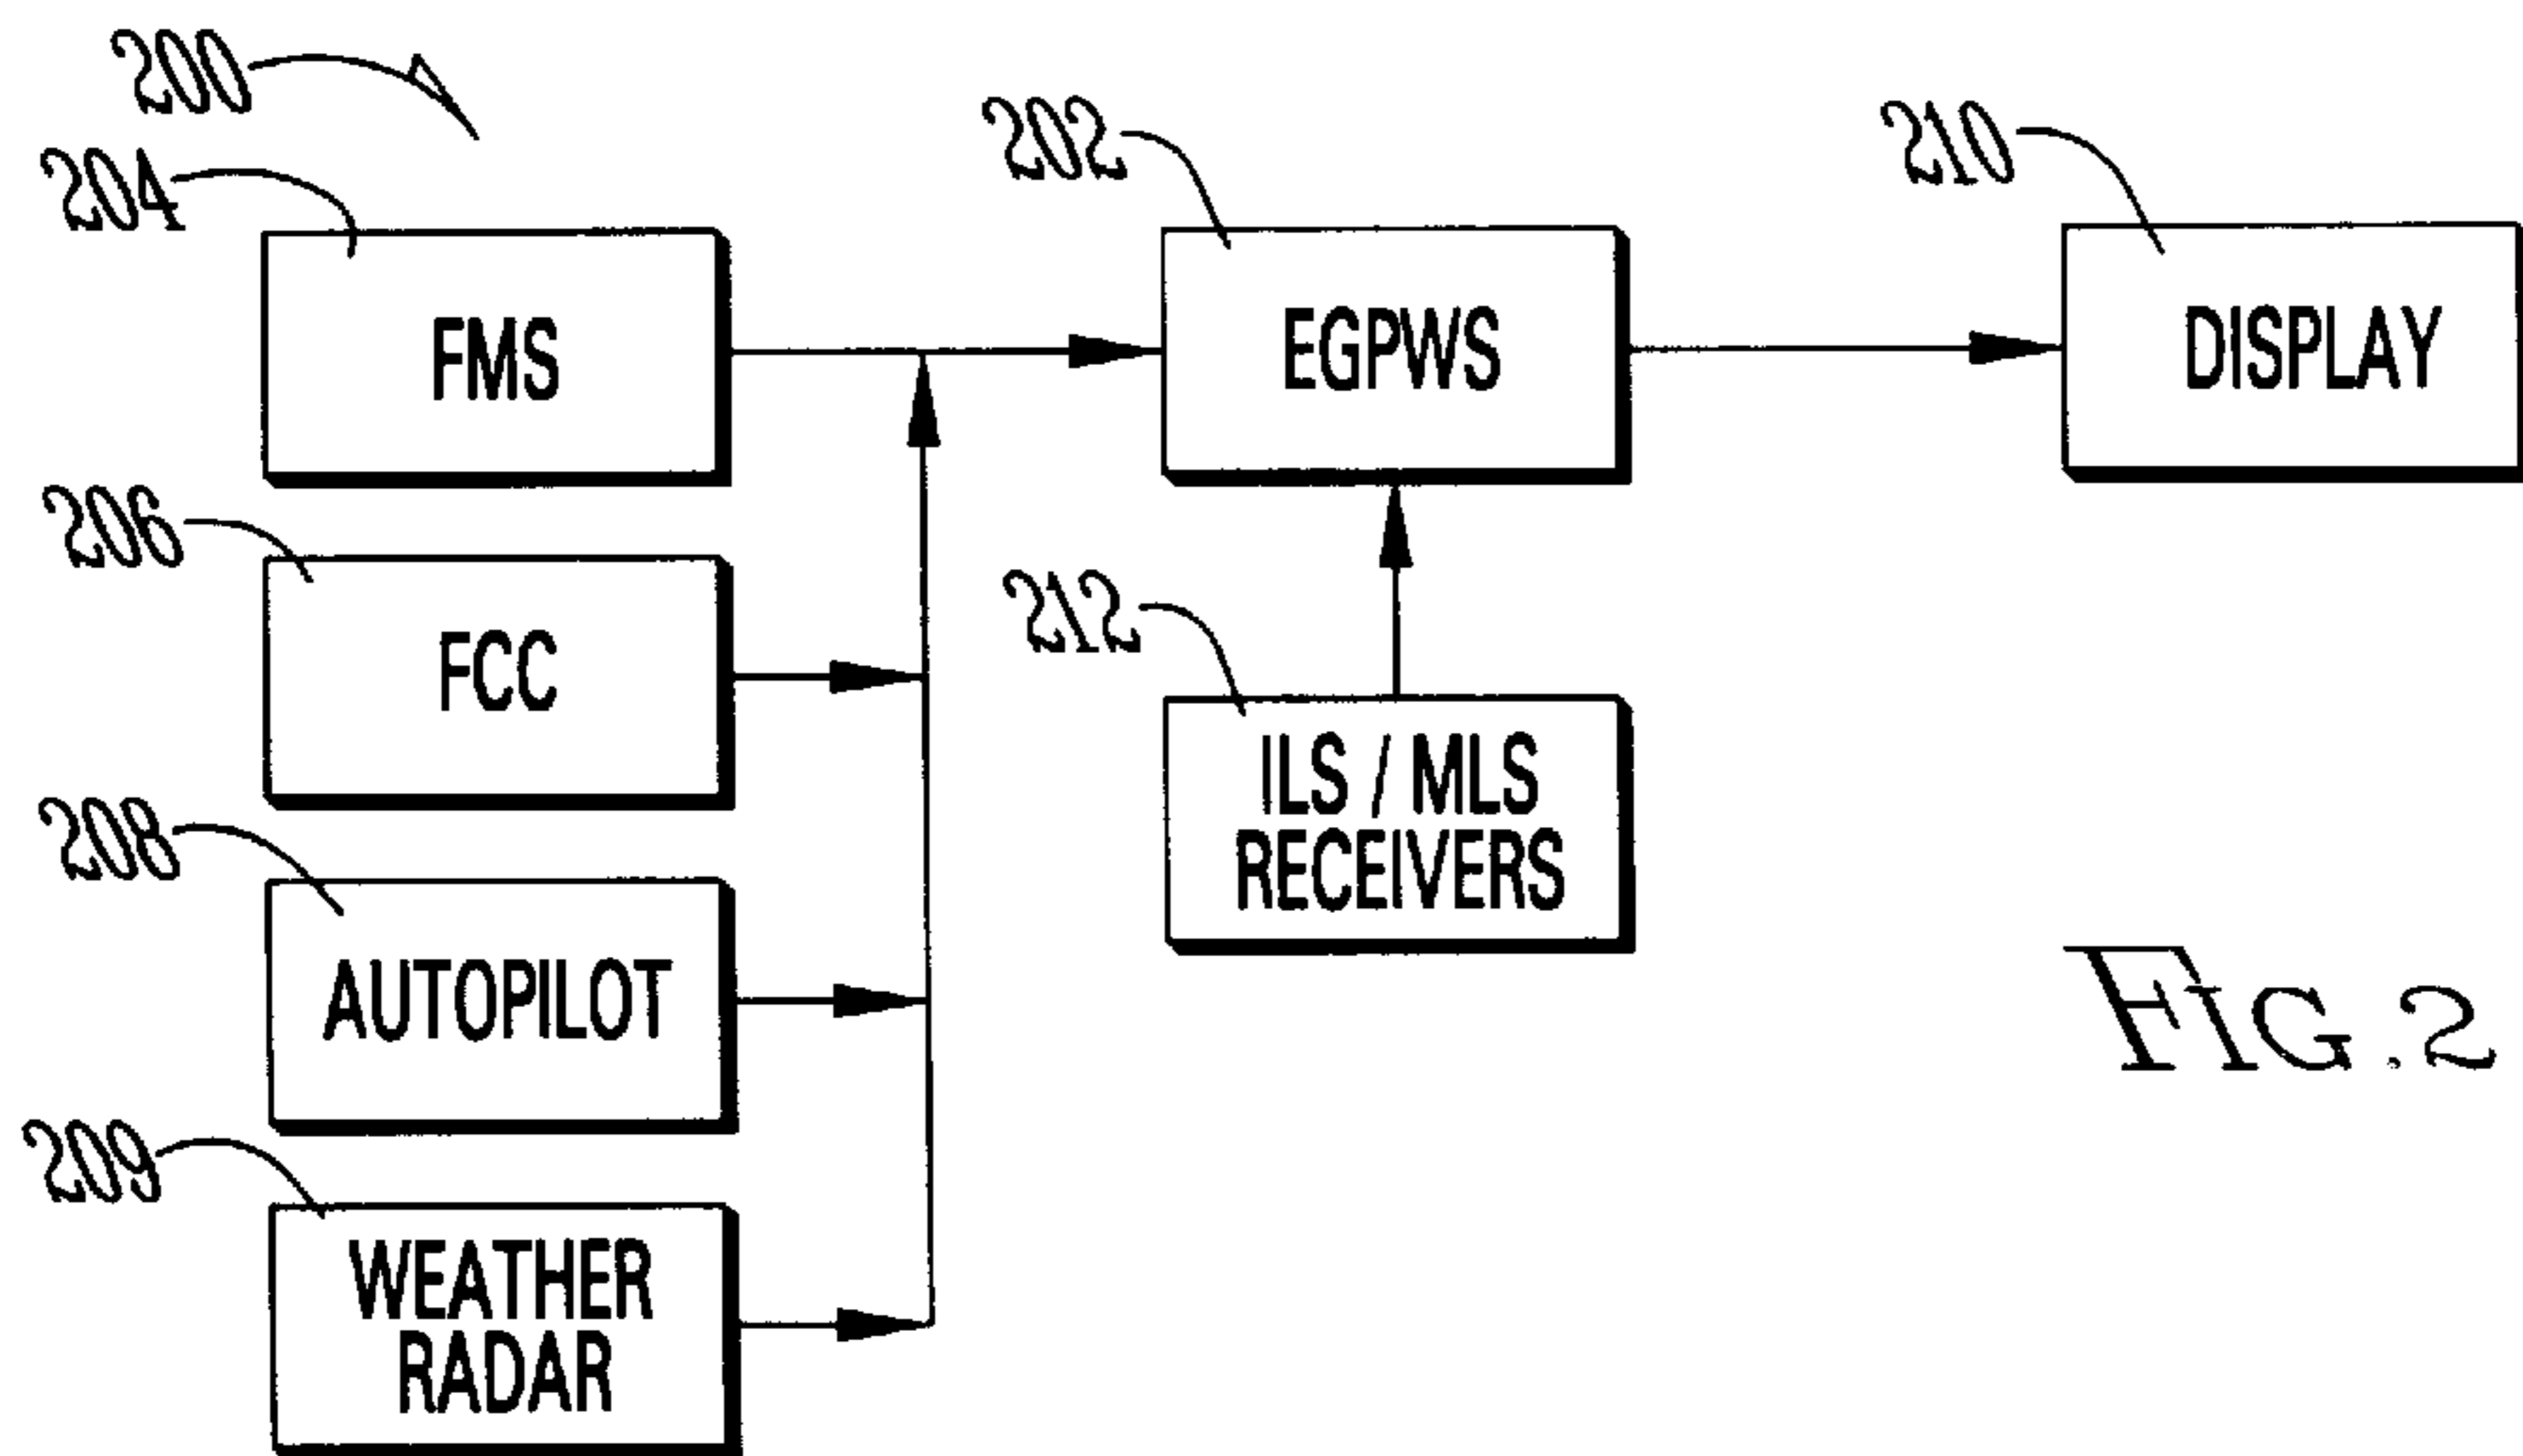 200
204
202
210
FMS
EGPWS
DISPLAY
206
FCC
212
ILS / MLS
RECEIVERS
208
AUTOPILOT
FIG.2
209
WEATHER
RADAR